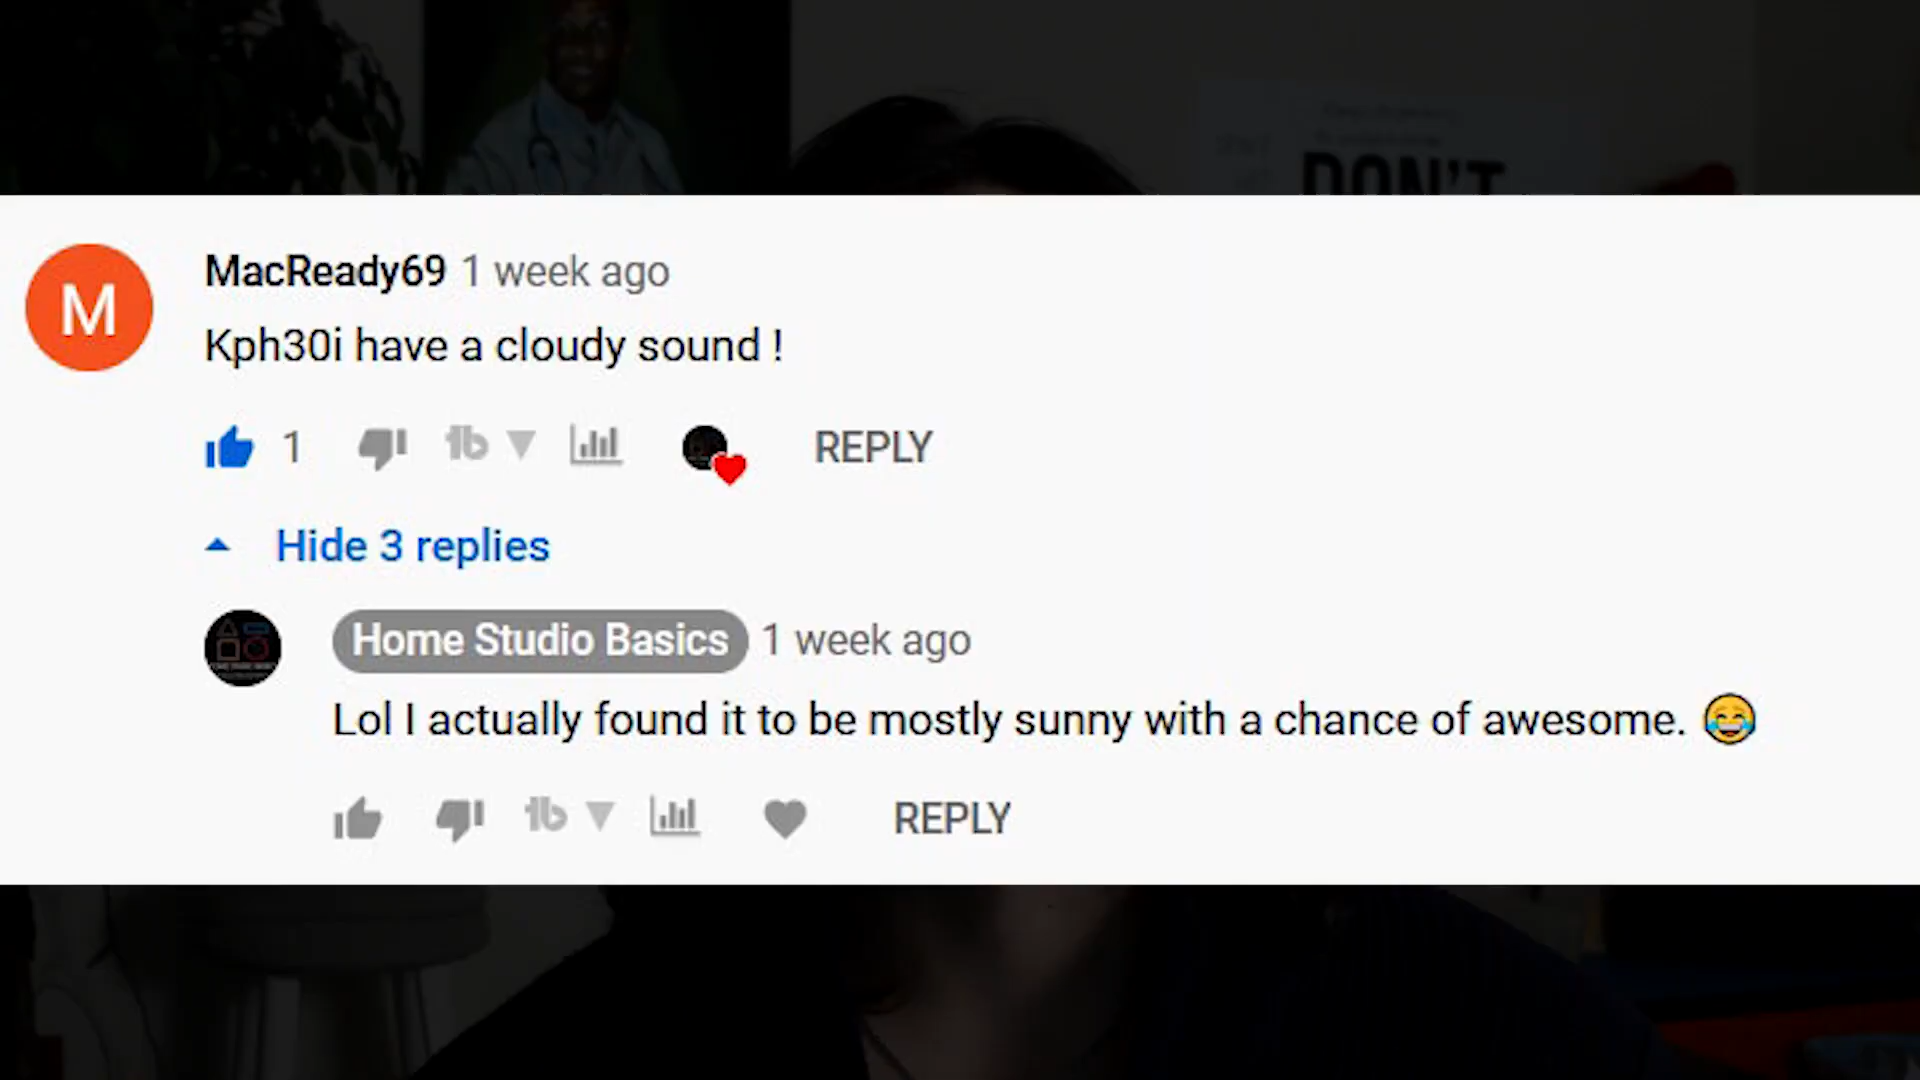 DON'T
MacReady69 1 week ago
M
Kph30i have a cloudy sound !
1
REPLY
Hide 3 replies
Home Studio Basics 1 week ago
Lol I actually found it to be mostly sunny with a chance of awesome. 😂
REPLY